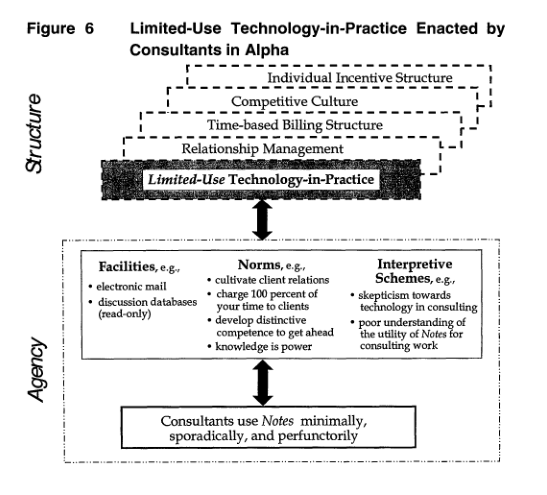 Figure 6 Limited-Use Technology-in-Practice Enacted by
Consultants in Alpha
Structure
Individual Incentive Structure
Competitive Culture
Time-based Billing Structure
Relationship Management
Limited-Use Technology-in-Practice
Agency
Facilities, e.g.,
• electronic mail
• discussion databases
(read-only)
Norms, e.g.,
• cultivate client relations
• charge 100 percent of
your time to clients
• develop distinctive
competence to get ahead
• knowledge is power
Interpretive
Schemes, e.g.,
• skepticism towards
technology in consulting
• poor understanding of
the utility of Notes for
consulting work
Consultants use Notes minimally,
sporadically, and perfunctorily